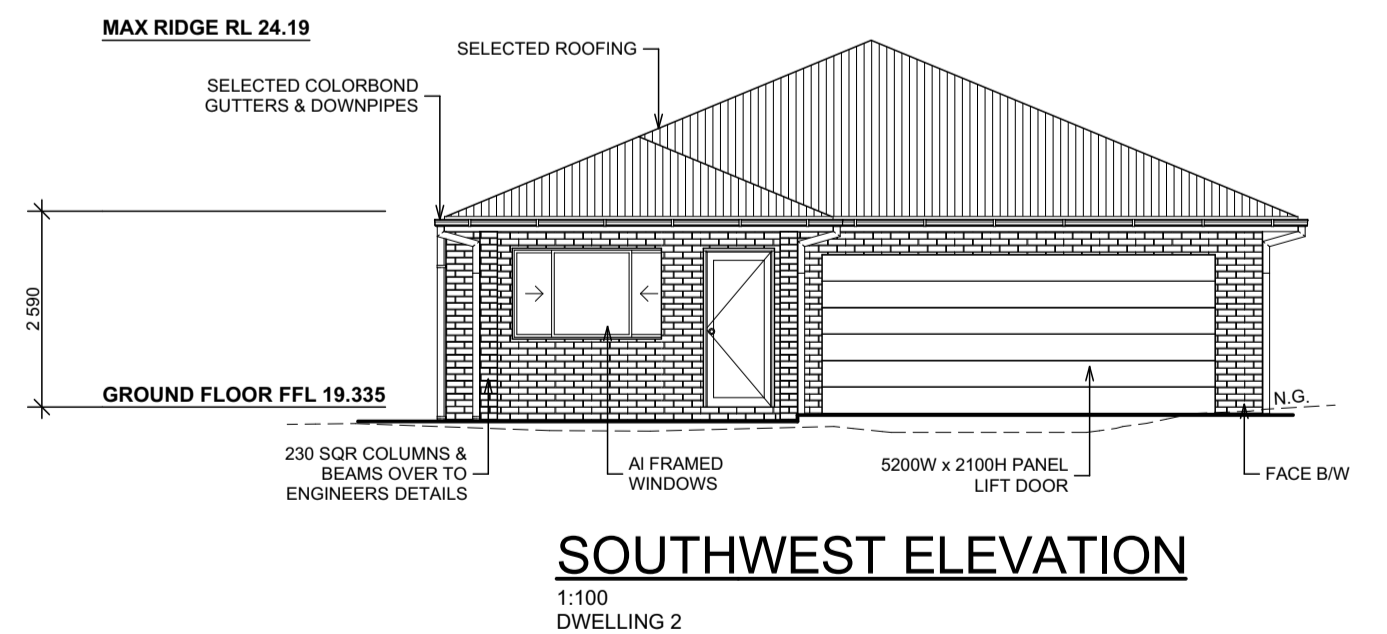 MAX RIDGE RL 24.19
SELECTED ROOFING
SELECTED COLORBOND
GUTTERS & DOWNPIPES
2 590
GROUND FLOOR FFL 19.335
N.G.
230 SQR COLUMNS &
BEAMS OVER TO
ENGINEERS DETAILS
Al FRAMED
WINDOWS
5200W x 2100H PANEL
LIFT DOOR
FACE B/W
SOUTHWEST ELEVATION
1:100
DWELLING 2